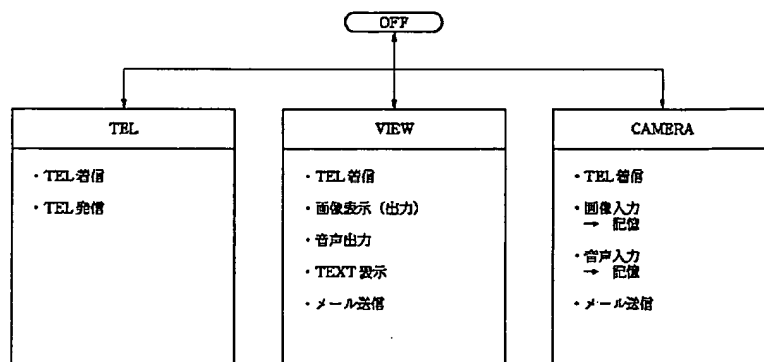 OFF
TEL
・TEL着信
・TEL発信
VIEW
・TEL着信
・画像表示（出力）
・音声出力
・TEXT表示
・メール送信
CAMERA
・TEL着信
・画像入力
→ 記憶
・音声入力
→ 記憶
・メール送信